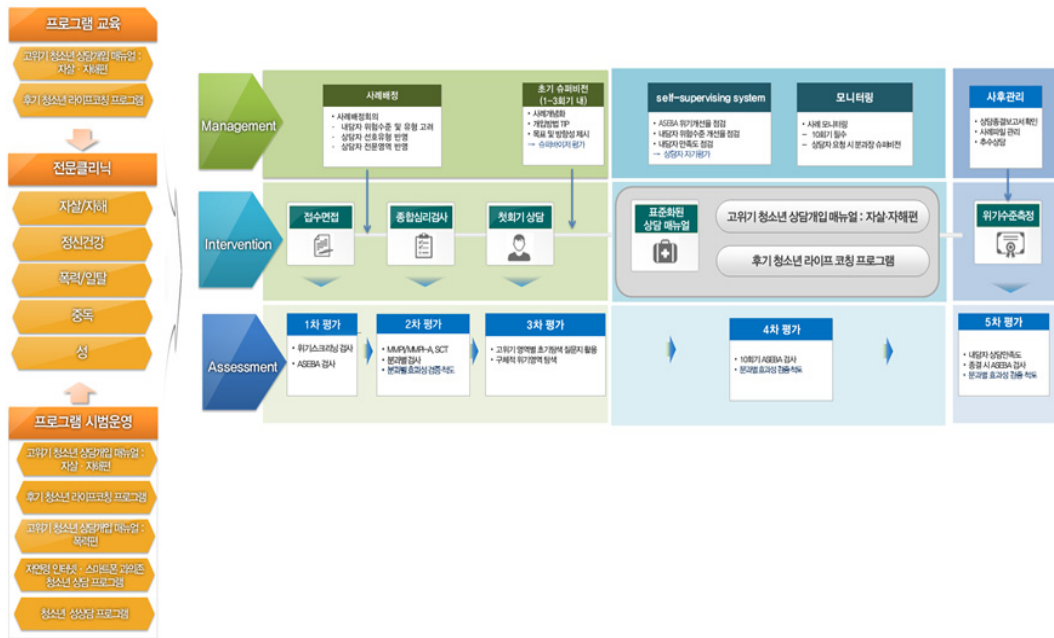 프로그램 교육
고위기 청소년 상담개입 매뉴얼 :
자살·자해편
후기 청소년 라이프코칭 프로그램
전문클리닉
자살/자해
정신건강
폭력/일탈
중독
성
프로그램 시범운영
고위기 청소년 상담개입 매뉴얼 :
자살·자해편
후기 청소년 라이프코칭 프로그램
고위기 청소년 상담개입 매뉴얼 :
폭력편
저연령 인터넷·스마트폰 과의존
청소년 상담 프로그램
청소년 성상담 프로그램
Management
사례배정
• 사례배정회의
- 내담자 위험수준 및 유형 고려
- 상담자 선호유형 반영
- 상담자 전문영역 반영
초기 슈퍼비전
(1-3회기 내)
• 사례개념화
• 개입방법 TIP
• 목표 및 방향성 제시
→ 슈퍼바이저 평가
self-supervising system
• ASEBA 위기개선율 점검
• 내담자 위험수준 개선율 점검
• 내담자 만족도 점검
→ 상담자 자기평가
모니터링
• 사례 모니터링
- 10회기 필수
- 상담자 요청 시 분과장 슈퍼비전
사후관리
• 상담종결보고서 확인
• 사례파일 관리
• 추수상담
Intervention
접수면접
종합심리검사
첫회기 상담
표준화된
상담 매뉴얼
고위기 청소년 상담개입 매뉴얼 : 자살·자해편
후기 청소년 라이프 코칭 프로그램
위기수준측정
Assessment
1차 평가
• 위기스크리닝 검사
• ASEBA 검사
2차 평가
• MMPI/MMPI-A, SCT
• 분과별 검사
• 분과별 효과성 검증 척도
3차 평가
• 고위기 영역별 초기탐색 질문지 활용
• 구체적 위기영역 탐색
4차 평가
• 10회기 ASEBA 검사
• 분과별 효과성 검증 척도
5차 평가
• 내담자 상담만족도
• 종결 시 ASEBA 검사
• 분과별 효과성 검증 척도